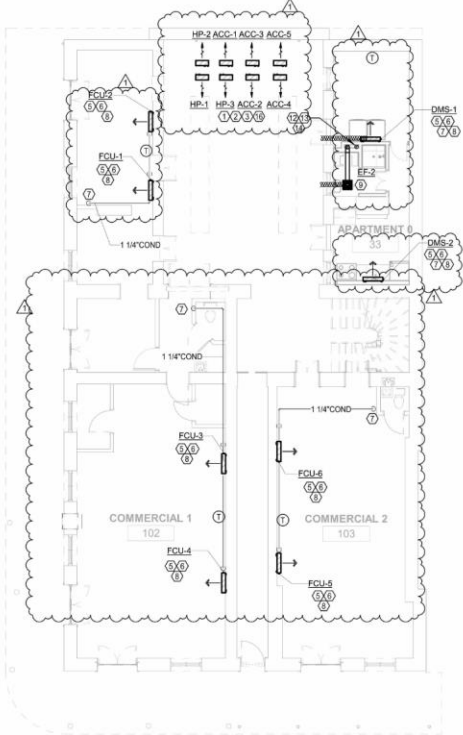 1
HP-2 ACC-1 ACC-3 ACC-5
HP-1 HP-3 ACC-2 ACC-4
1 2 3 16
1
FCU-2
5 6
8
T
FCU-1
5 6
8
7
1 1/4"COND
1
T
12 13
14
DMS-1
5 6
7 8
EF-2
9
APARTMENT 0
33
DMS-2
5 6
7 8
1
1
7
1 1/4"COND
FCU-3
5 6
8
T
COMMERCIAL 1
102
FCU-4
5 6
8
1 1/4"COND
7
FCU-6
5 6
8
T
COMMERCIAL 2
103
FCU-5
5 6
8